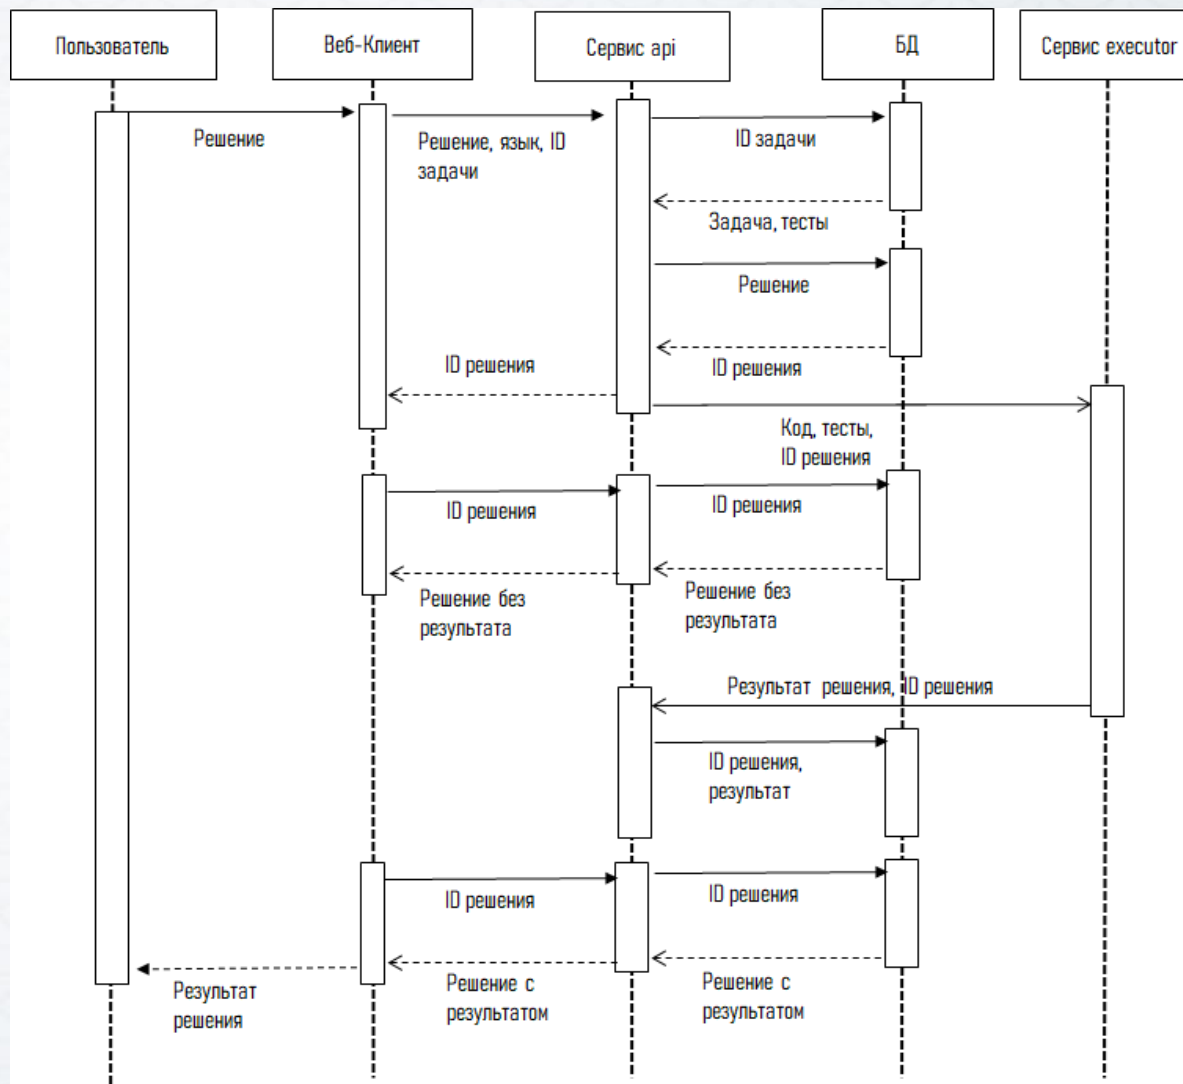 Пользователь
Веб-Клиент
Сервис api
БД
Сервис executor
Решение
Решение, язык, ID
задачи
ID задачи
Задача, тесты
Решение
ID решения
ID решения
Код, тесты,
ID решения
ID решения
ID решения
Решение без
результата
Решение без
результата
Результат решения, ID решения
ID решения,
результат
ID решения
ID решения
Результат
решения
Решение с
результатом
Решение с
результатом